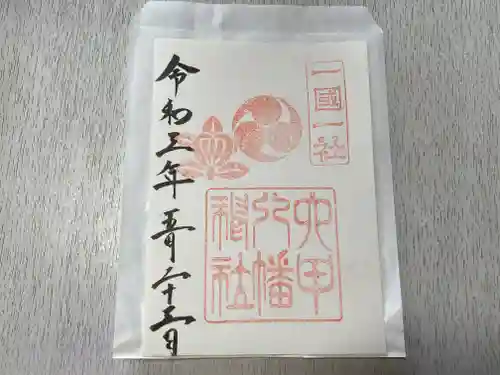 一國一社
六甲
八幡
神社
令和三年五月二十三日